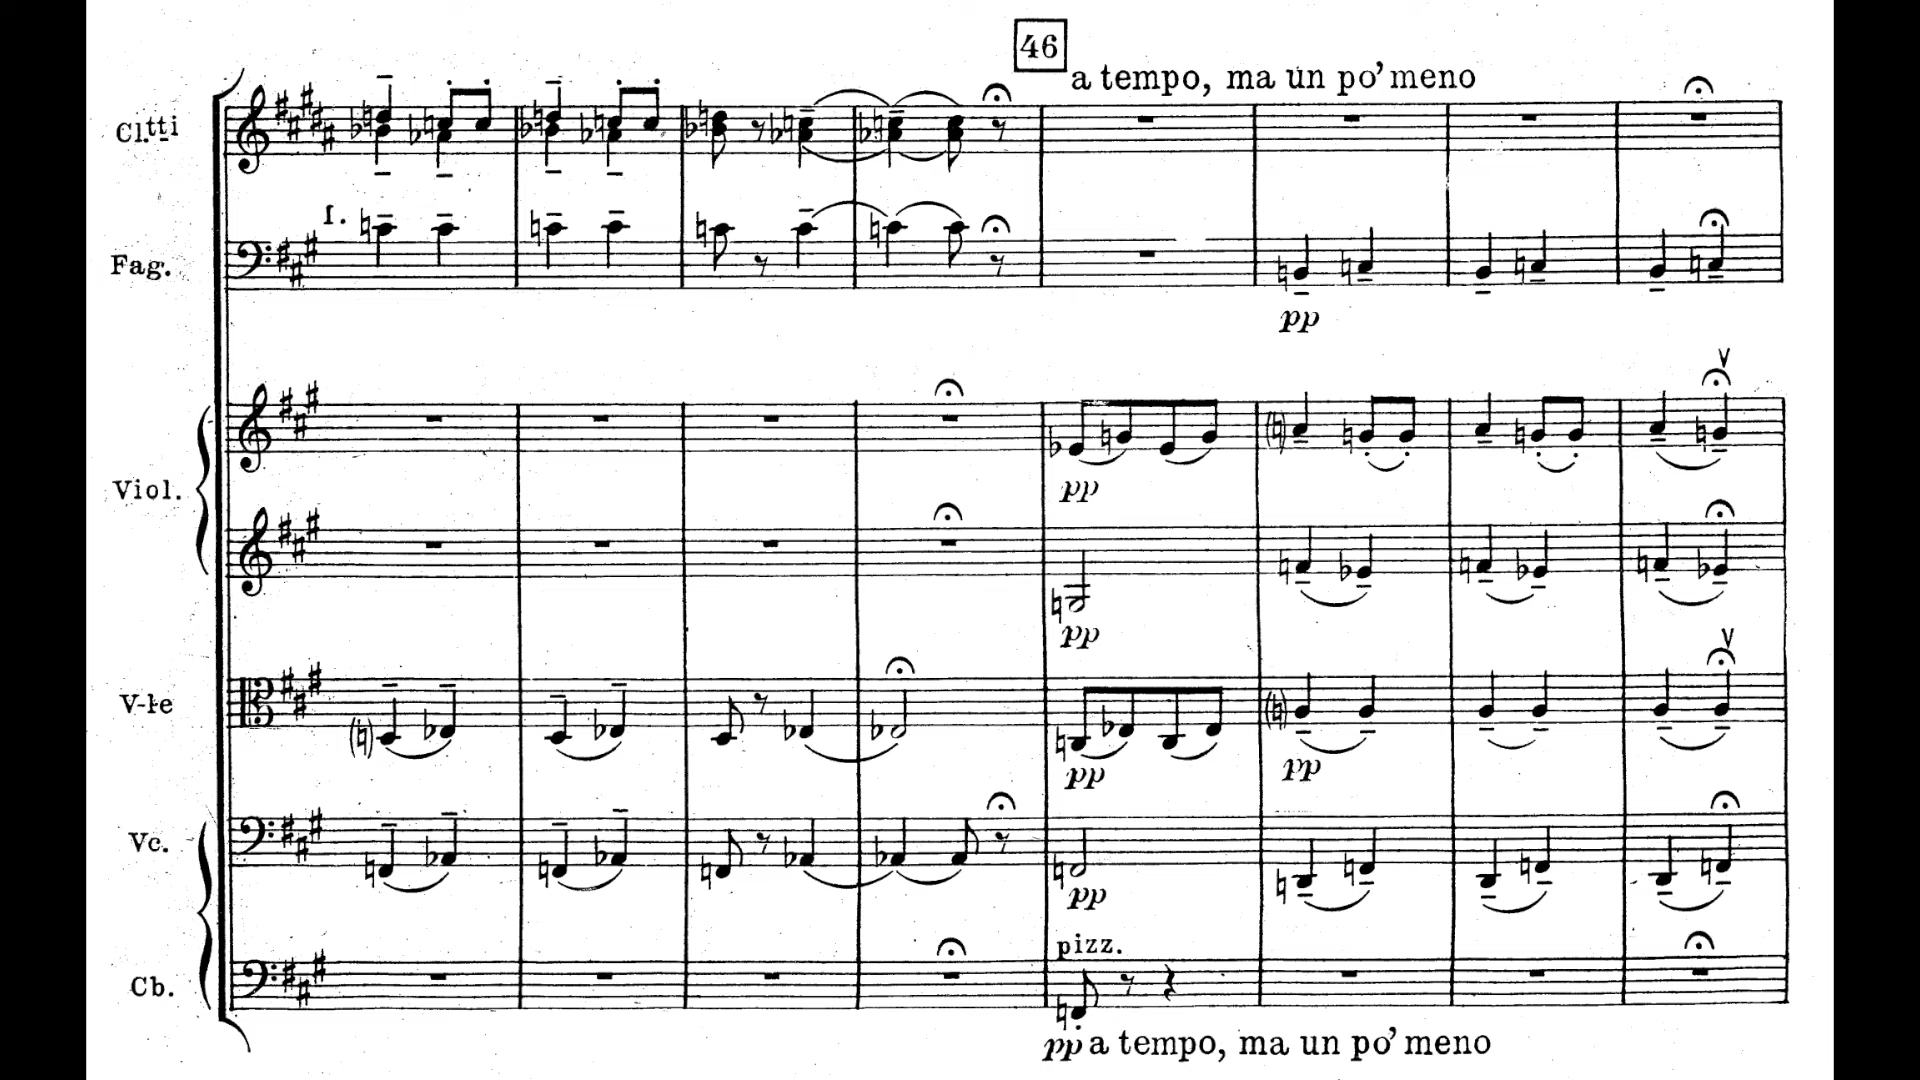 46
a tempo, ma un po' meno
Cl.tti
I.
Fag.
pp
Viol.
pp
pp
V-le
pp
pp
Vc.
pp
pizz.
Cb.
pp a tempo, ma un po' meno